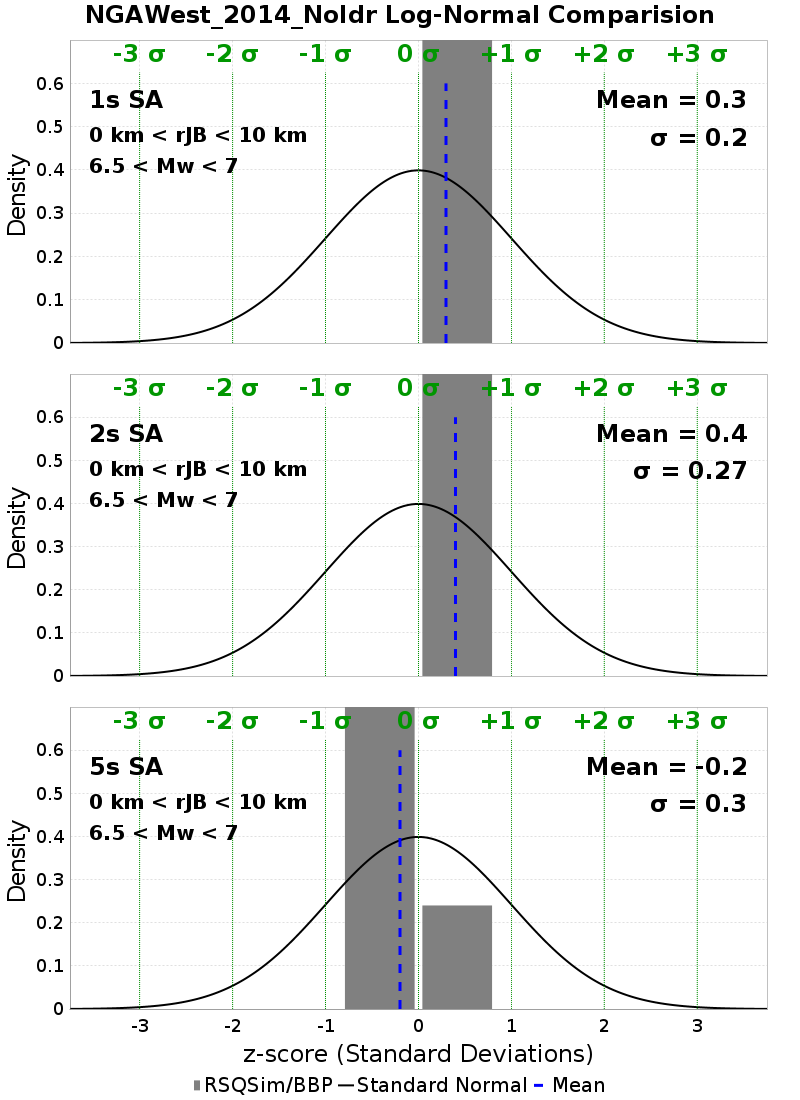 NGAWest_2014_NoIdr Log-Normal Comparision
-3 σ -2 σ -1 σ 0 σ +1 σ +2 σ +3 σ
1s SA
0 km < rJB < 10 km
6.5 < Mw < 7
Mean = 0.3
σ = 0.2
0.6
0.5
0.4
0.3
0.2
0.1
0
Density
-3 σ -2 σ -1 σ 0 σ +1 σ +2 σ +3 σ
2s SA
0 km < rJB < 10 km
6.5 < Mw < 7
Mean = 0.4
σ = 0.27
0.6
0.5
0.4
0.3
0.2
0.1
0
Density
-3 σ -2 σ -1 σ 0 σ +1 σ +2 σ +3 σ
5s SA
0 km < rJB < 10 km
6.5 < Mw < 7
Mean = -0.2
σ = 0.3
0.6
0.5
0.4
0.3
0.2
0.1
0
Density
-3 -2 -1 0 1 2 3
z-score (Standard Deviations)
RSQSim/BBP Standard Normal Mean